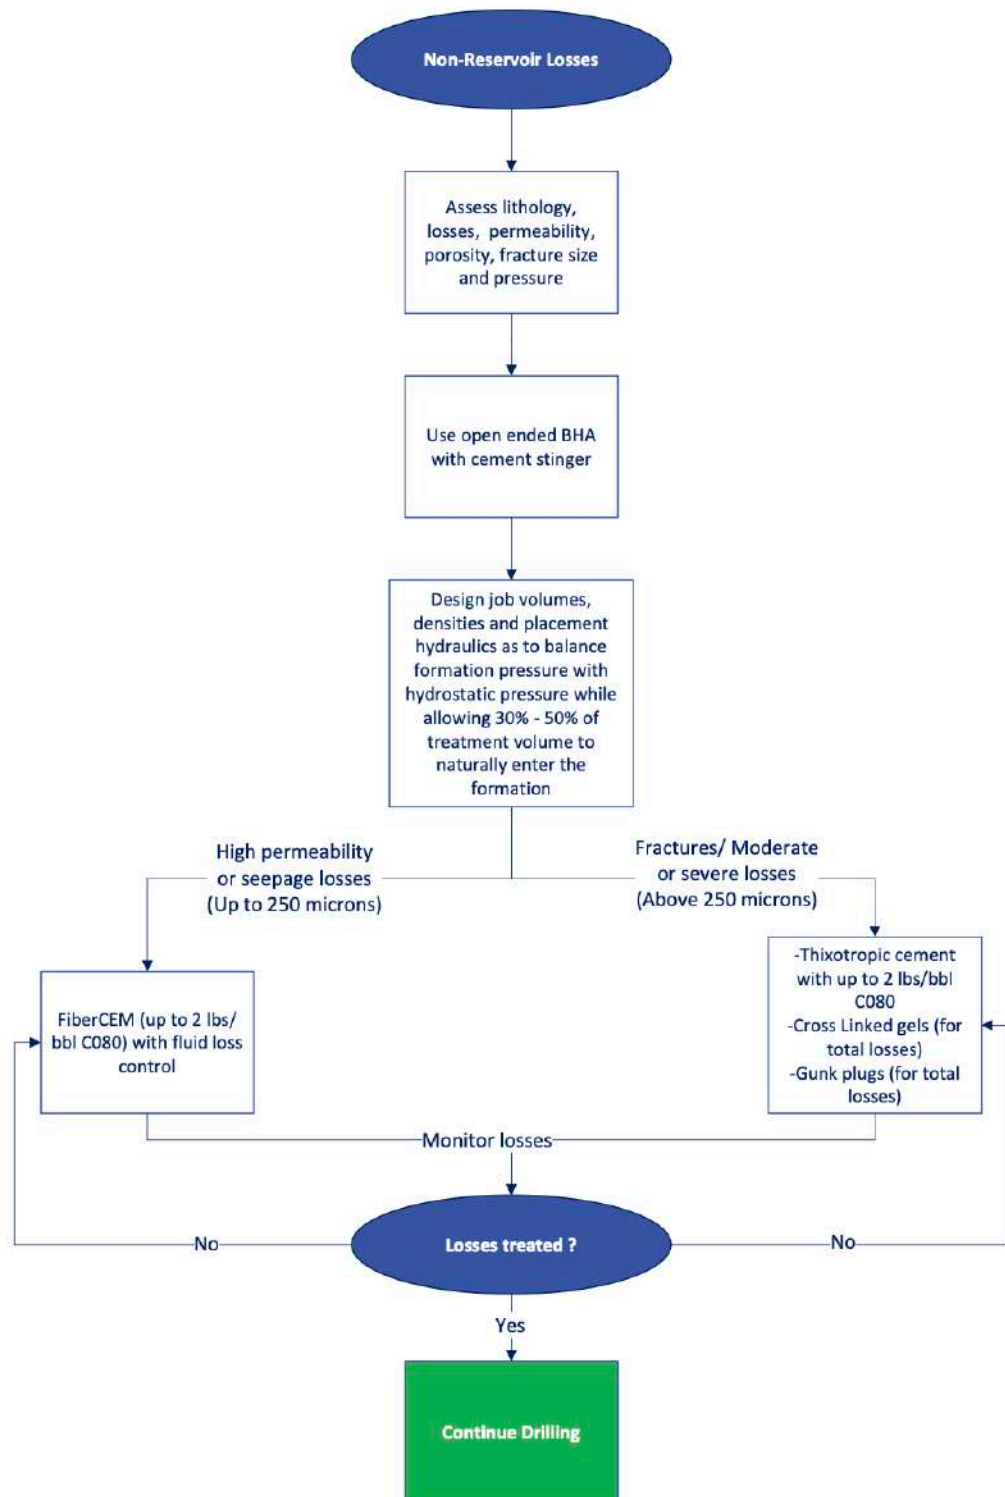 Non-Reservoir Losses
Assess lithology,
losses, permeability,
porosity, fracture size
and pressure
Use open ended BHA
with cement stinger
Design job volumes,
densities and placement
hydraulics as to balance
formation pressure with
hydrostatic pressure while
allowing 30% - 50% of
treatment volume to
naturally enter the
formation
High permeability
or seepage losses
(Up to 250 microns)
Fractures/ Moderate
or severe losses
(Above 250 microns)
FiberCEM (up to 2 lbs/
bbl C080) with fluid loss
control
-Thixotropic cement
with up to 2 lbs/bbl
C080
-Cross Linked gels (for
total losses)
-Gunk plugs (for total
losses)
Monitor losses
Losses treated ?
No
No
Yes
Continue Drilling